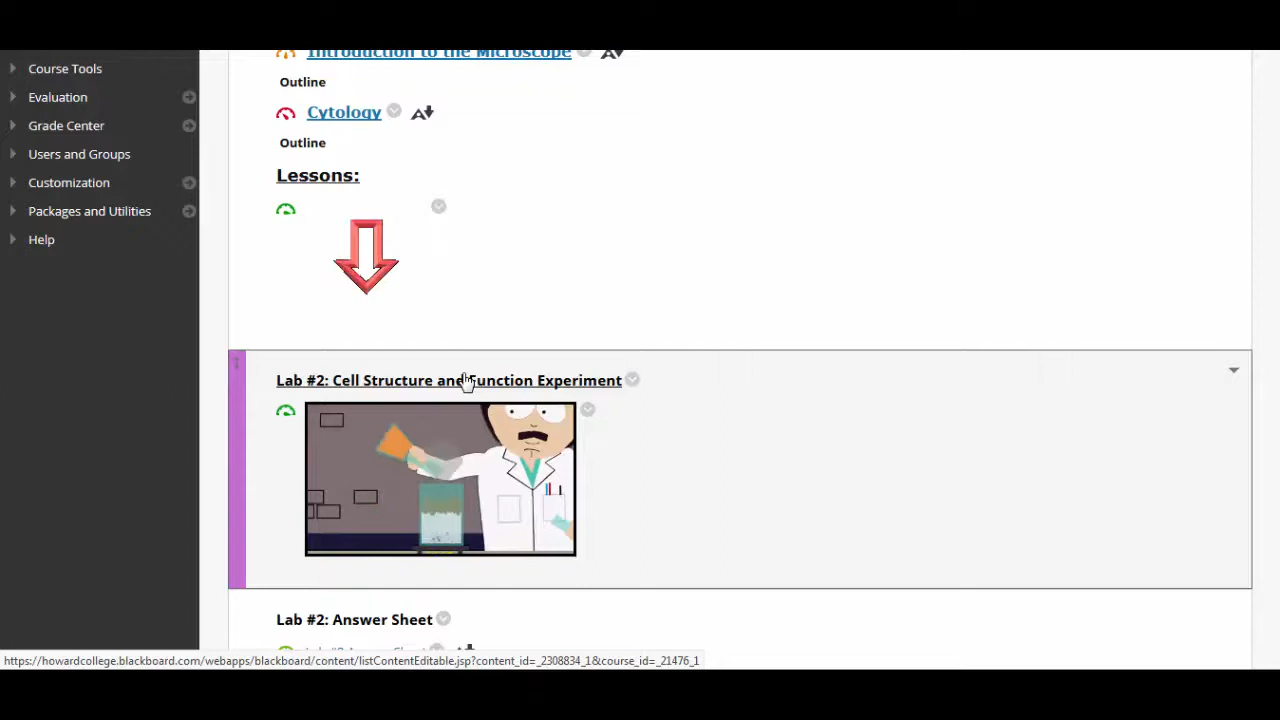 Course Tools
Evaluation
Grade Center
Users and Groups
Customization
Packages and Utilities
Help
Introduction to the Microscope
Outline
Cytology
Outline
Lessons:
Lab #2: Cell Structure and Function Experiment
Lab #2: Answer Sheet
https://howardcollege.blackboard.com/webapps/blackboard/content/listContentEditable.jsp?content_id=_2308834_1&course_id=_21476_1